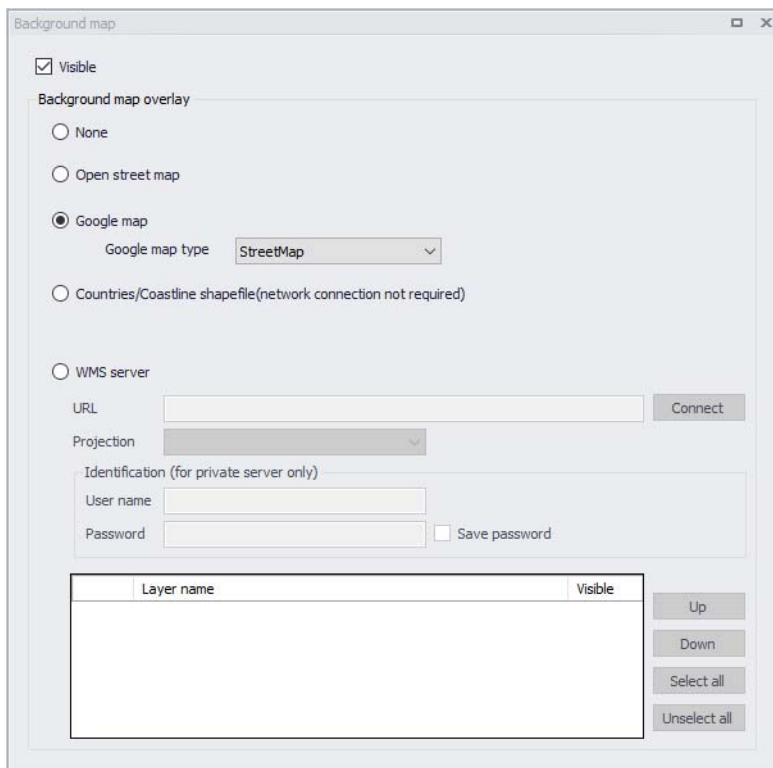 Background map
Visible
Background map overlay
None
Open street map
Google map
Google map type StreetMap
Countries/Coastline shapefile(network connection not required)
WMS server
URL Connect
Projection
Identification (for private server only)
User name
Password Save password
Layer name Visible
Up
Down
Select all
Unselect all